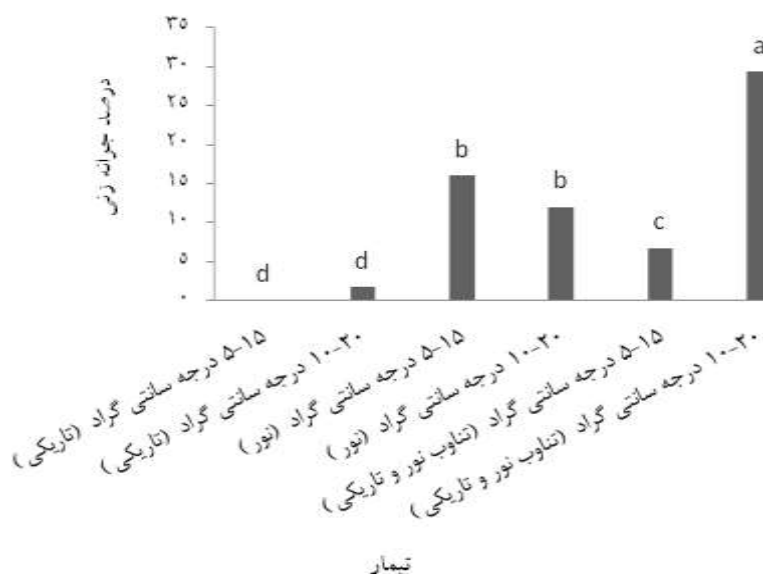 ۳۵
a
۳۰
۲۵
۲۰
b
۱۵
b
۱۰
c
۵
d
d
۰
درصد جوانه زنی
۵-۱۵ درجه سانتی گراد (تاریکی)
۱۰-۲۰ درجه سانتی گراد (تاریکی)
۵-۱۵ درجه سانتی گراد (نور)
۱۰-۲۰ درجه سانتی گراد (نور)
۵-۱۵ درجه سانتی گراد (تناوب نور و تاریکی)
۱۰-۲۰ درجه سانتی گراد (تناوب نور و تاریکی)
تیمار